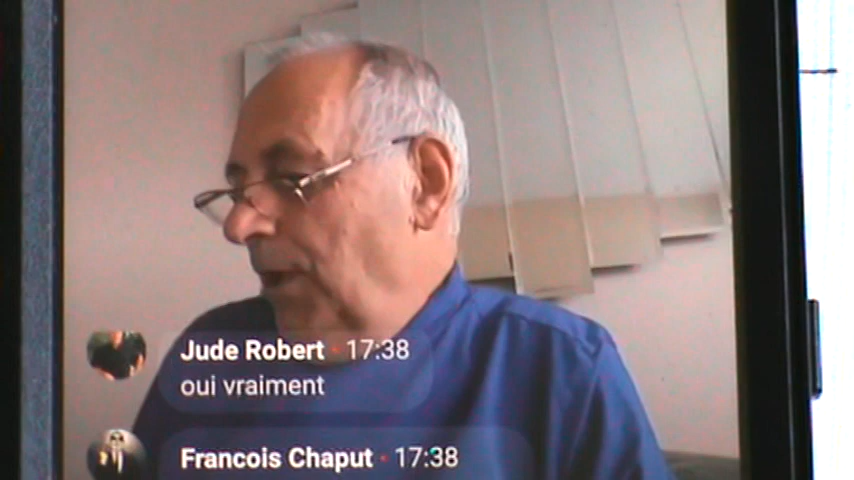 Jude Robert • 17:38
oui vraiment
Francois Chaput • 17:38